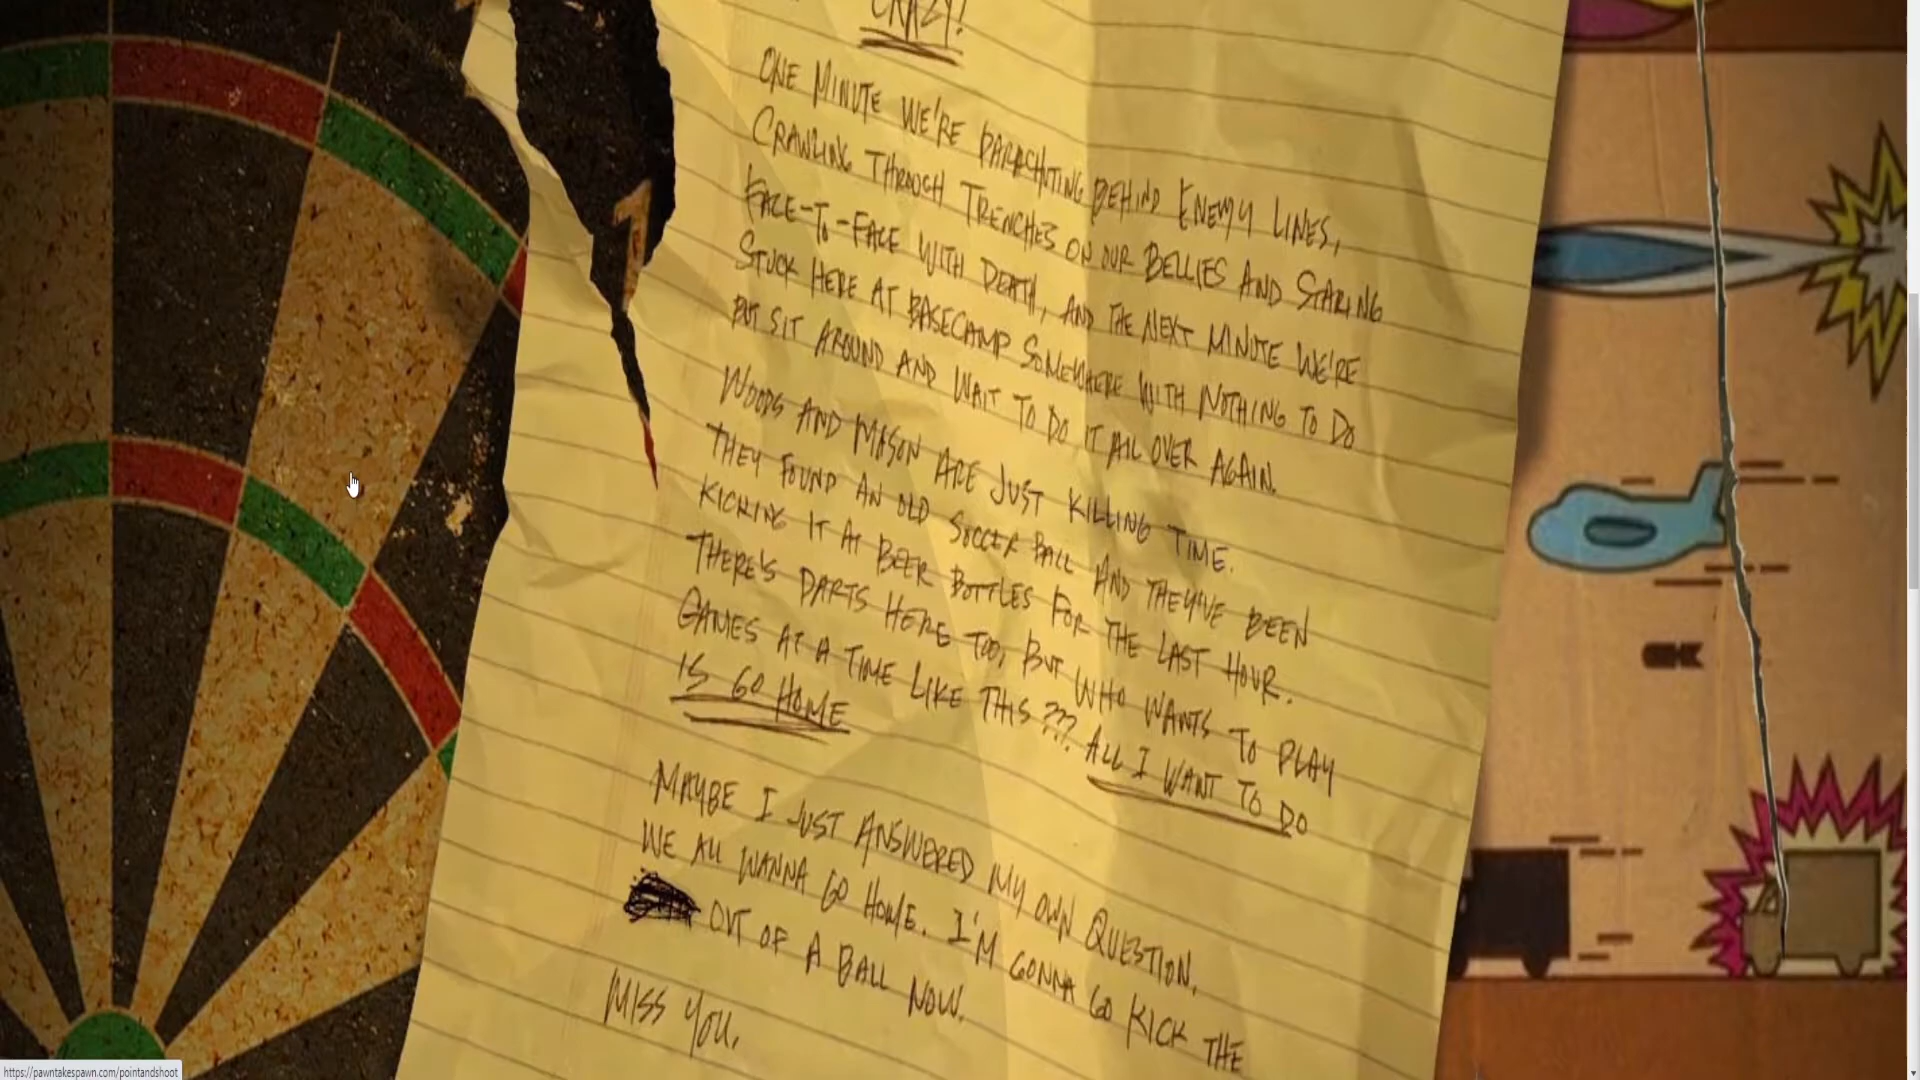 CRAZY!
ONE MINUTE WE'RE PARACHUTING BEHIND ENEMY LINES,
CRAWLING THROUGH TRENCHES ON OUR BELLIES AND STARING
FACE-TO-FACE WITH DEATH, AND THE NEXT MINUTE WE'RE
STUCK HERE AT BASECAMP SOMEWHERE WITH NOTHING TO DO
BUT SIT AROUND AND WAIT TO DO IT ALL OVER AGAIN.
WOODS AND MASON ARE JUST KILLING TIME.
THEY FOUND AN OLD SOCCER BALL AND THEY'VE BEEN
KICKING IT AT BEER BOTTLES FOR THE LAST HOUR.
THERE'S DARTS HERE TOO, BUT WHO WANTS TO PLAY
GAMES AT A TIME LIKE THIS??? ALL I WANT TO DO
IS GO HOME
MAYBE I JUST ANSWERED MY OWN QUESTION.
WE ALL WANNA GO HOME. I'M GONNA GO KICK THE
OUT OF A BALL NOW.
MISS YOU,
https://pawntakespawn.com/pointandshoot